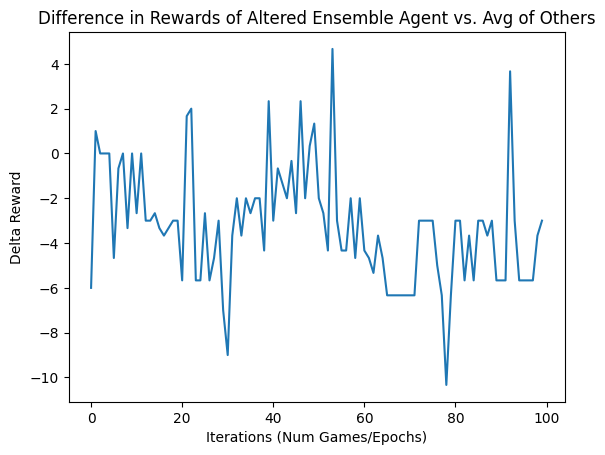 Difference in Rewards of Altered Ensemble Agent vs. Avg of Others
Delta Reward
4
2
0
−2
−4
−6
−8
−10
0 20 40 60 80 100
Iterations (Num Games/Epochs)